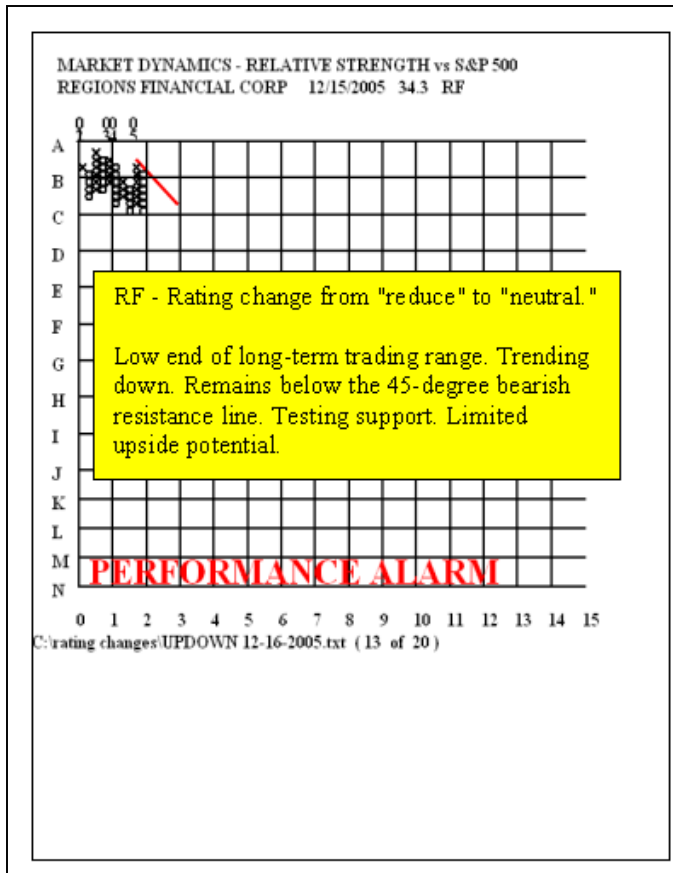 MARKET DYNAMICS - RELATIVE STRENGTH vs S&P 500
REGIONS FINANCIAL CORP 12/15/2005 34.3 RF
A
B
C
D
E
F
G
H
I
J
K
L
M
N
RF - Rating change from "reduce" to "neutral."
Low end of long-term trading range. Trending
down. Remains below the 45-degree bearish
resistance line. Testing support. Limited
upside potential.
PERFORMANCE ALARM
0 1 2 3 4 5 6 7 8 9 10 11 12 13 14 15
C:\rating changes\UPDOWN 12-16-2005.txt ( 13 of 20 )